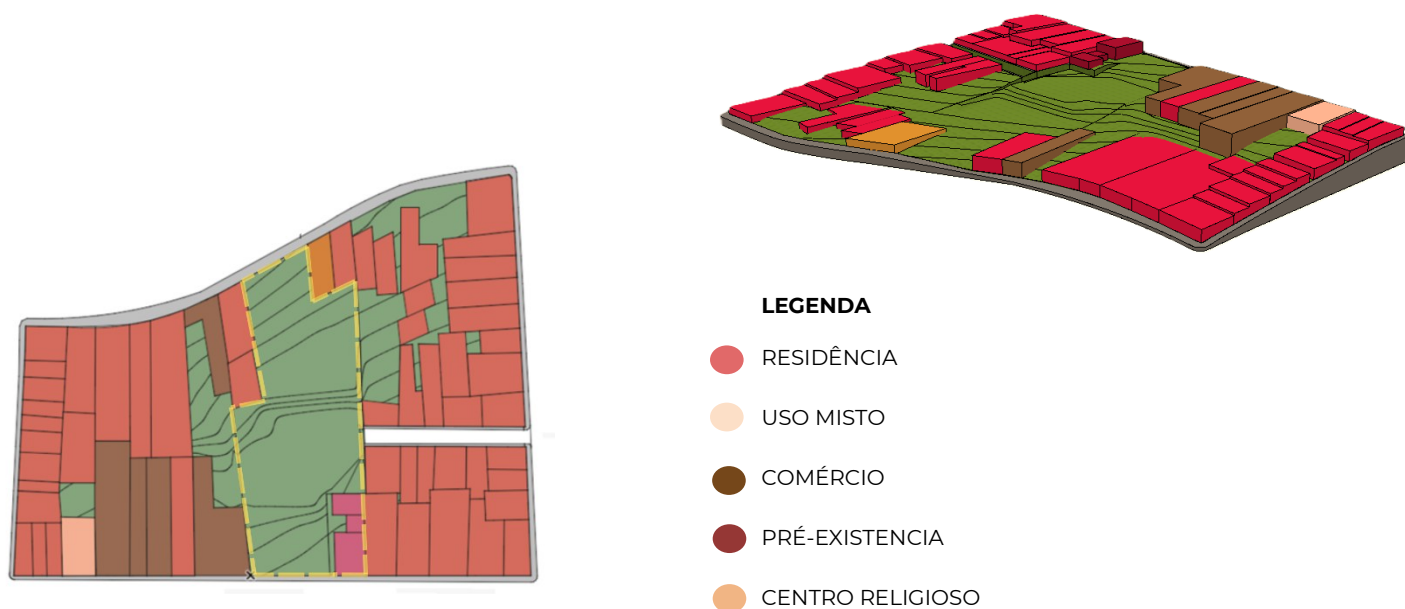 LEGENDA
RESIDÊNCIA
USO MISTO
COMÉRCIO
PRÉ-EXISTENCIA
CENTRO RELIGIOSO